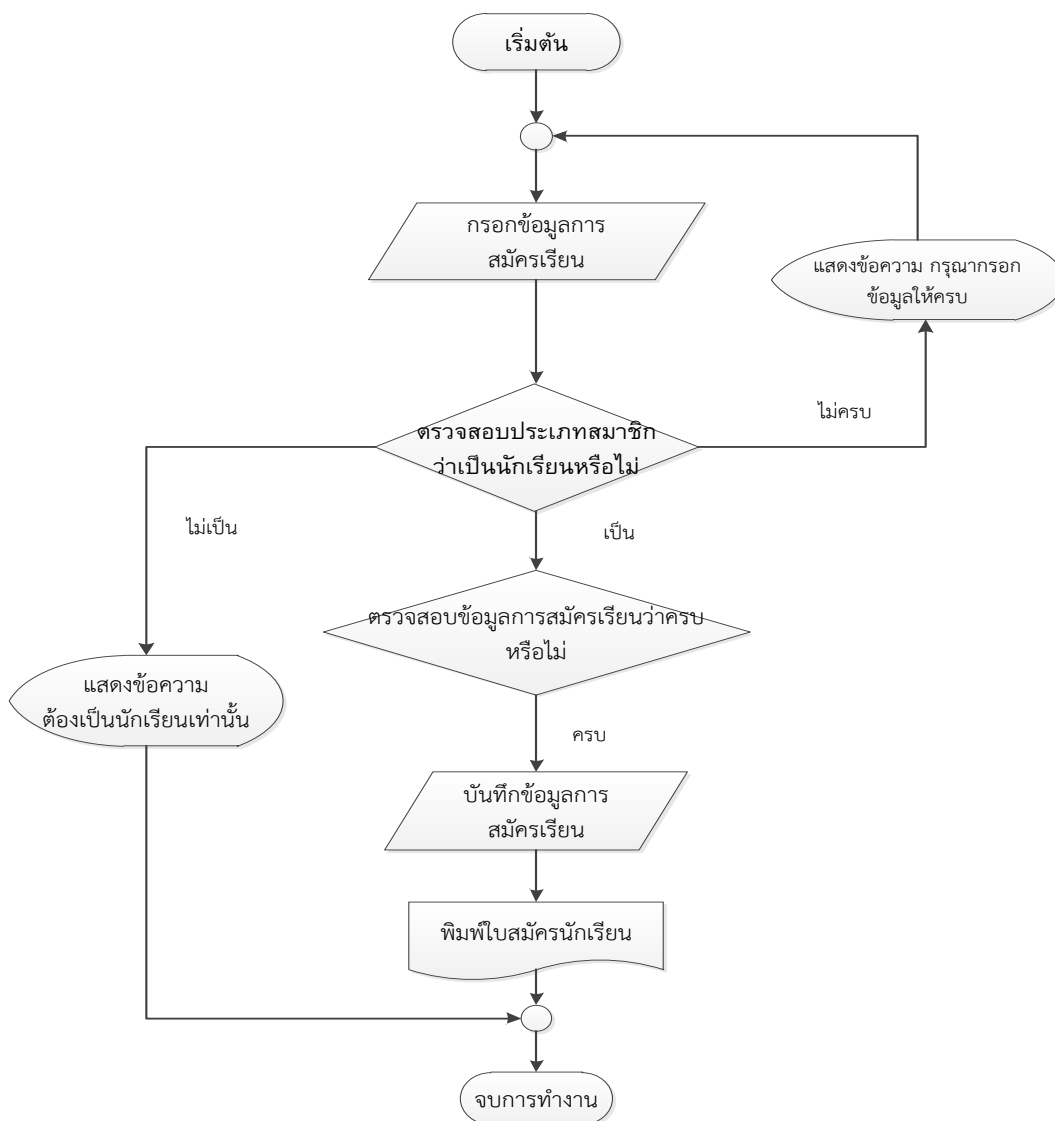 เริ่มต้น
กรอกข้อมูลการ
สมัครเรียน
แสดงข้อความ กรุณากรอก
ข้อมูลให้ครบ
ไม่ครบ
ตรวจสอบประเภทสมาชิก
ว่าเป็นนักเรียนหรือไม่
ไม่เป็น
เป็น
ตรวจสอบข้อมูลการสมัครเรียนว่าครบ
หรือไม่
แสดงข้อความ
ต้องเป็นนักเรียนเท่านั้น
ครบ
บันทึกข้อมูลการ
สมัครเรียน
พิมพ์ใบสมัครนักเรียน
จบการทำงาน